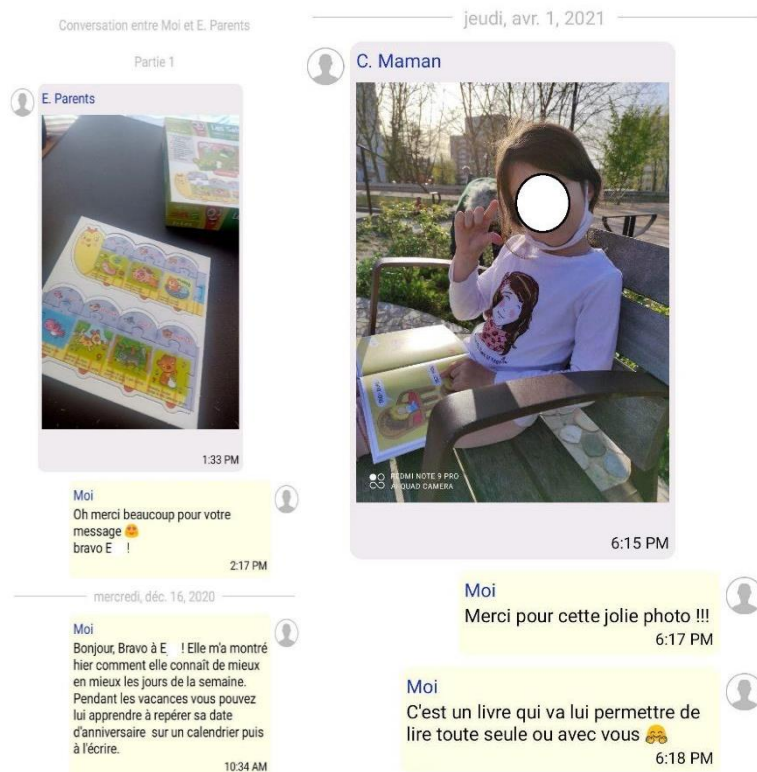 Conversation entre Moi et E. Parents
Partie 1
E. Parents
1:33 PM
Moi
Oh merci beaucoup pour votre
message
bravo E !
2:17 PM
mercredi, déc. 16, 2020
Moi
Bonjour, Bravo à E ! Elle m'a montré
hier comment elle connaît de mieux
en mieux les jours de la semaine.
Pendant les vacances vous pouvez
lui apprendre à repérer sa date
d'anniversaire sur un calendrier puis
à l'écrire.
10:34 AM
jeudi, avr. 1, 2021
C. Maman
REDMI NOTE 9 PRO
AI QUAD CAMERA
6:15 PM
Moi
Merci pour cette jolie photo !!!
6:17 PM
Moi
C'est un livre qui va lui permettre de
lire toute seule ou avec vous 🤗
6:18 PM